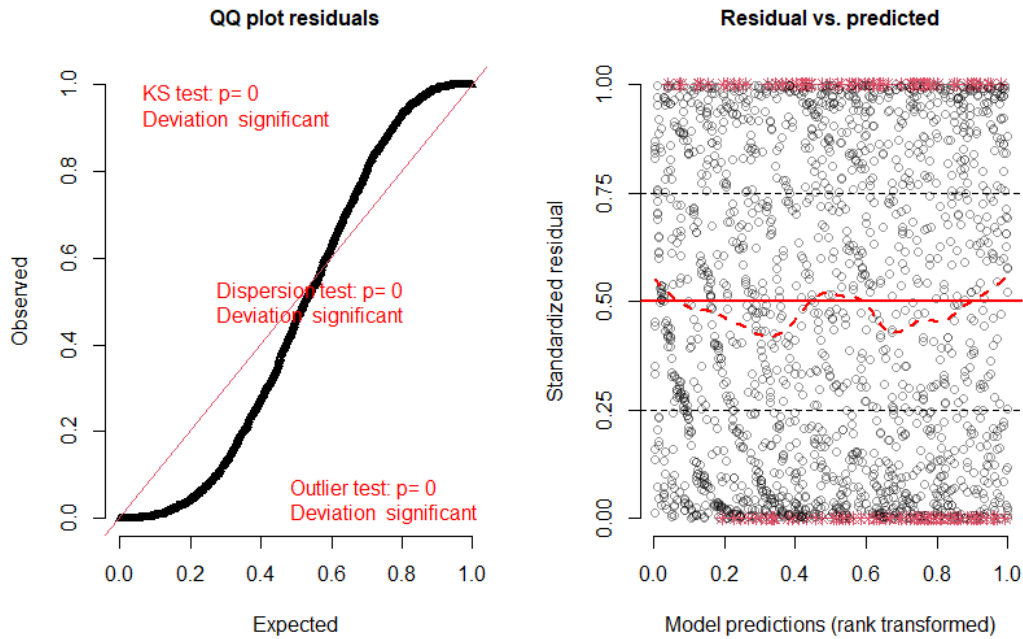 QQ plot residuals
KS test: p= 0
Deviation significant
Dispersion test: p= 0
Deviation significant
Outlier test: p= 0
Deviation significant
Observed
0.0
0.2
0.4
0.6
0.8
1.0
0.0
0.2
0.4
0.6
0.8
1.0
Expected
Residual vs. predicted
Standardized residual
0.00
0.25
0.50
0.75
1.00
0.0
0.2
0.4
0.6
0.8
1.0
Model predictions (rank transformed)